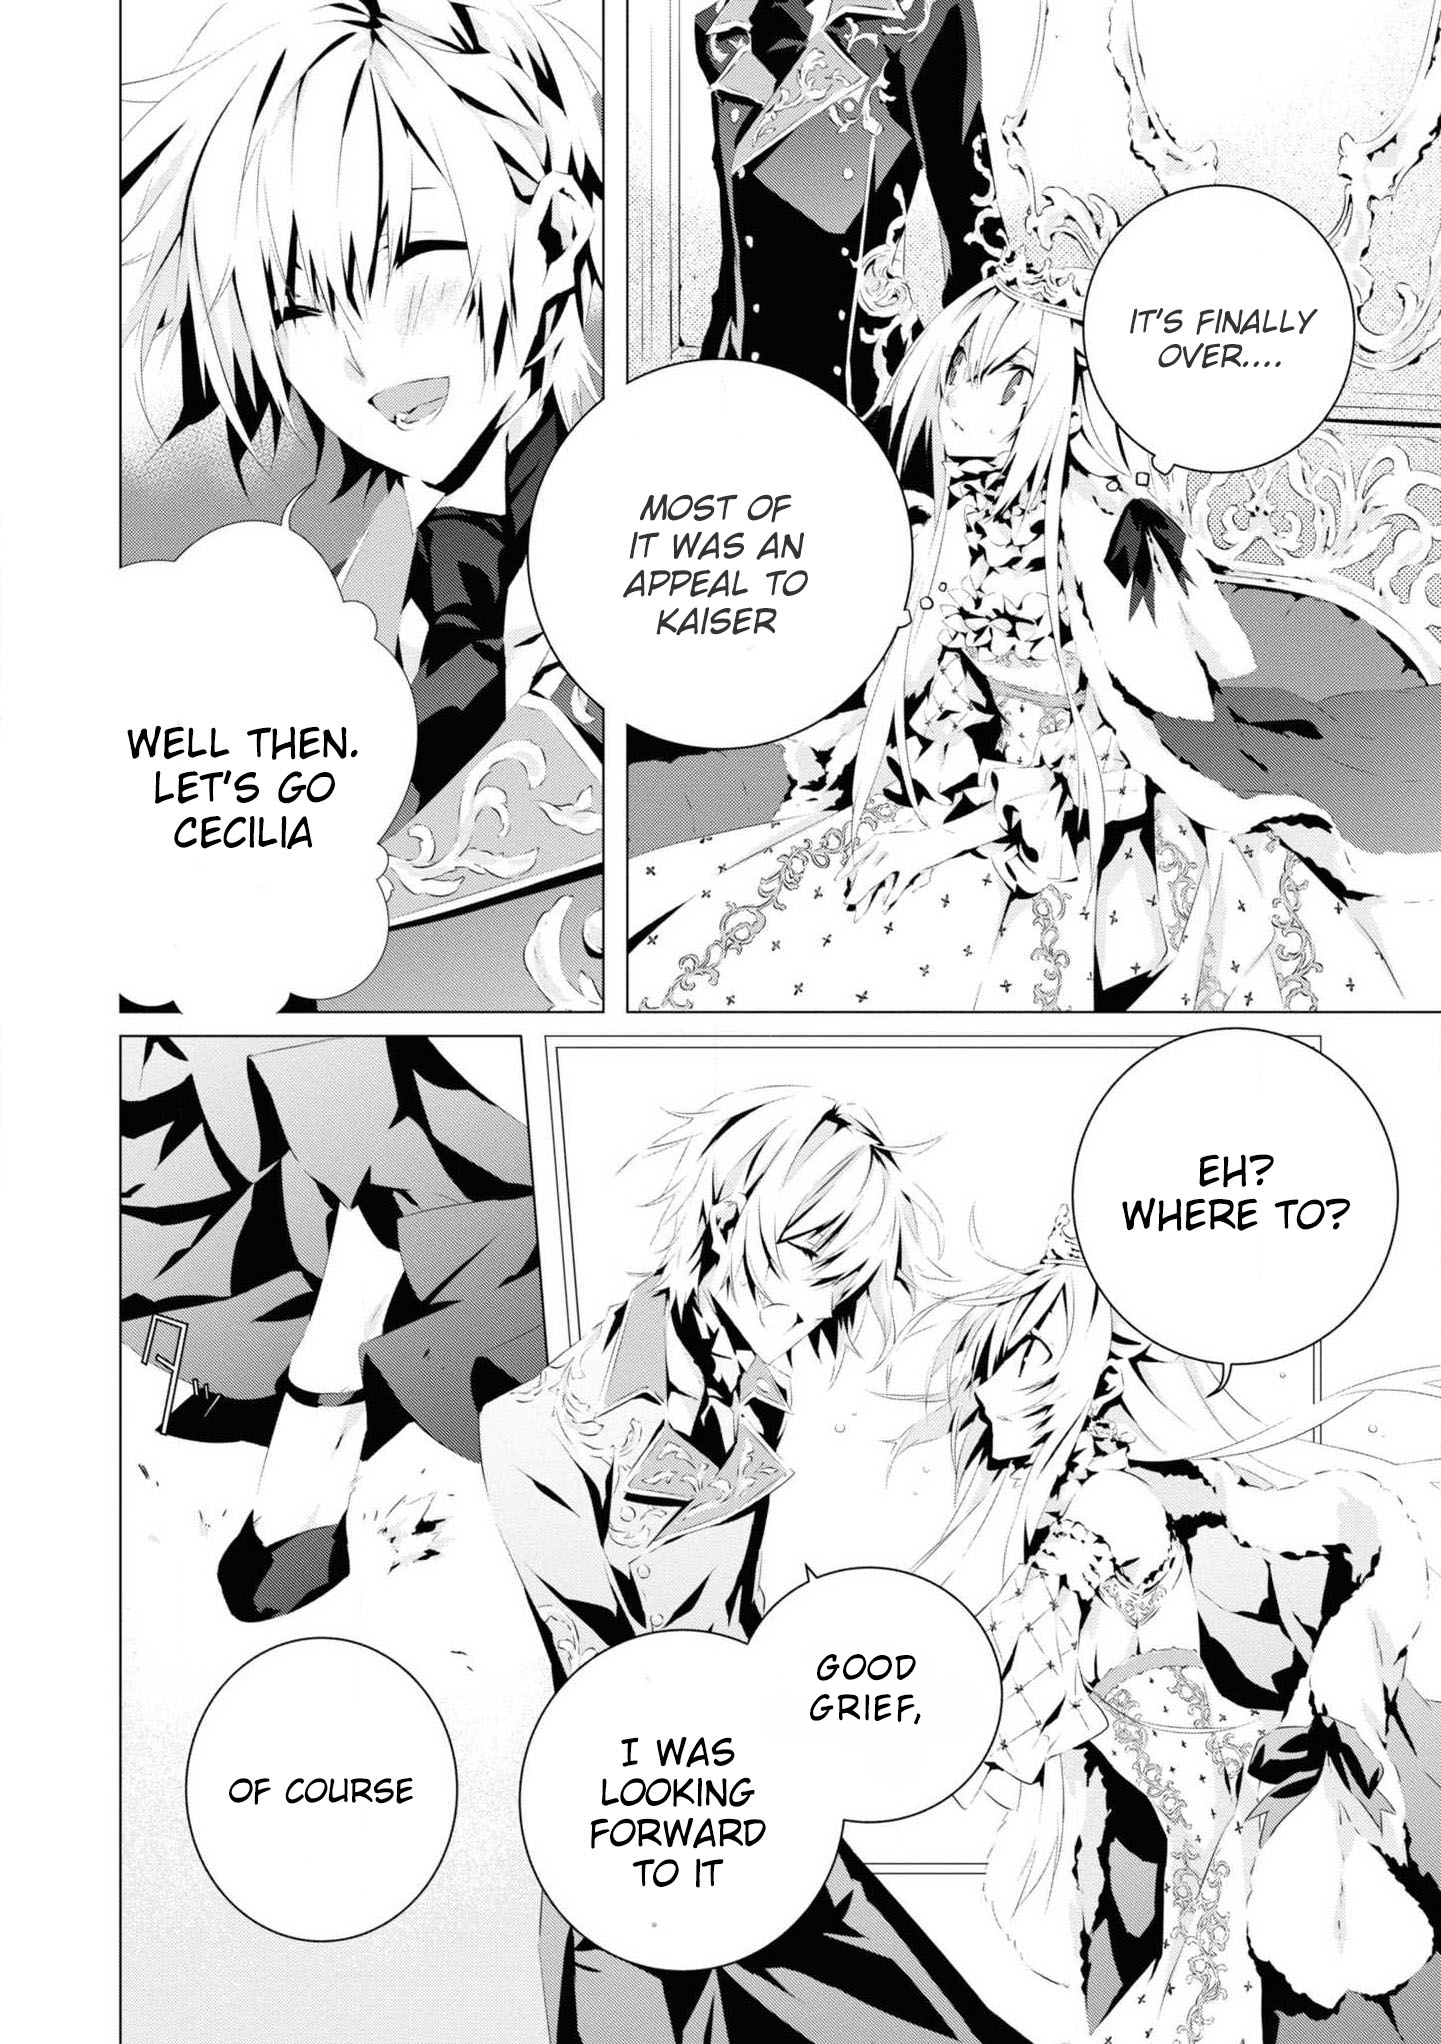 IT'S FINALLY
OVER....
MOST OF
IT WAS AN
APPEAL TO
KAISER
WELL THEN.
LET'S GO
CECILIA
EH?
WHERE TO?
GOOD
GRIEF,
I WAS
LOOKING
FORWARD
TO IT
OF COURSE